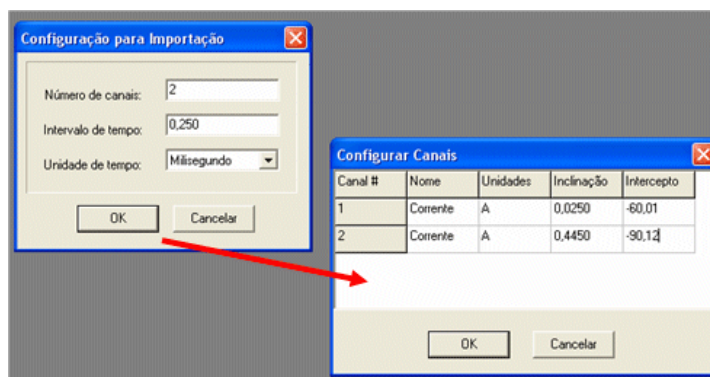 Configuração para Importação
Número de canais: 2
Intervalo de tempo: 0,250
Unidade de tempo: Milisegundo
OK Cancelar
Configurar Canais
Canal # Nome Unidades Inclinação Intercepto
1 Corrente A 0,0250 -60,01
2 Corrente A 0,4450 -90,12
OK Cancelar